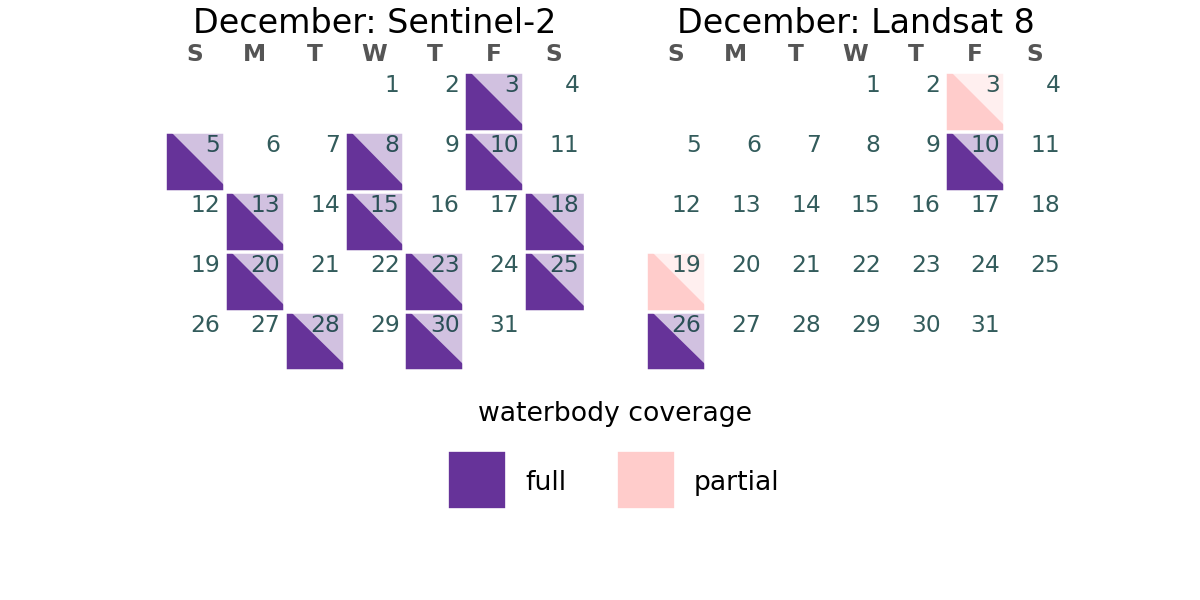 December: Sentinel-2
S M T W T F S
1 2 3 4
5 6 7 8 9 10 11
12 13 14 15 16 17 18
19 20 21 22 23 24 25
26 27 28 29 30 31
December: Landsat 8
S M T W T F S
1 2 3 4
5 6 7 8 9 10 11
12 13 14 15 16 17 18
19 20 21 22 23 24 25
26 27 28 29 30 31
waterbody coverage
full partial